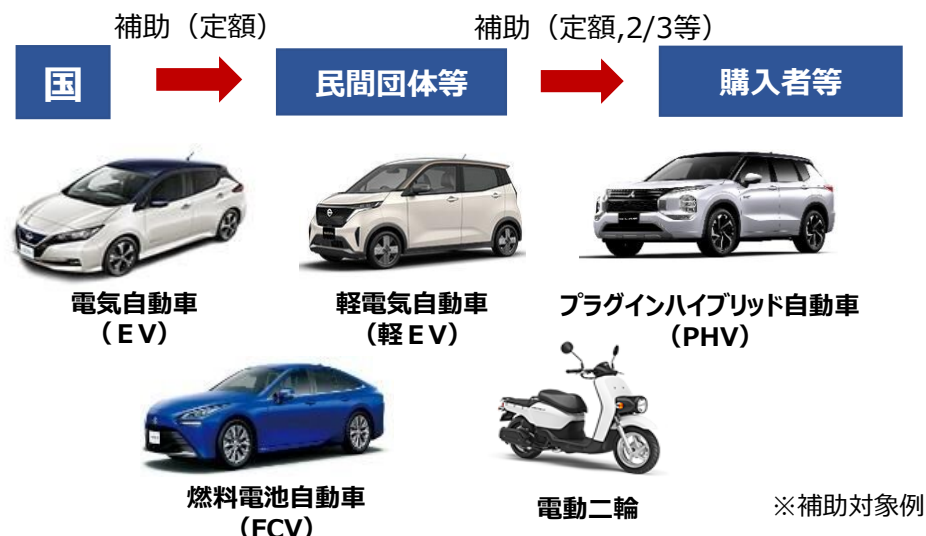 補助（定額）
補助（定額,2/3等）
国
民間団体等
購入者等
電気自動車
（ＥＶ）
軽電気自動車
（軽ＥＶ）
プラグインハイブリッド自動車
（PHV）
燃料電池自動車
（FCV）
電動二輪
※補助対象例